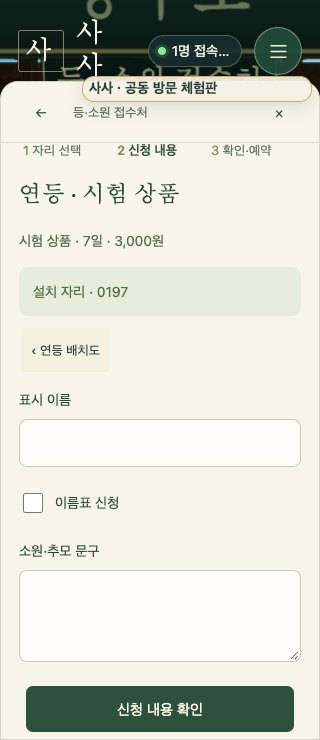 사
사
사
1명 접속...
사사 · 공동 방문 체험판
←
등·소원 접수처
×
1 자리 선택
2 신청 내용
3 확인·예약
연등 · 시험 상품
시험 상품 · 7일 · 3,000원
설치 자리 · 0197
‹ 연등 배치도
표시 이름
이름표 신청
소원·추모 문구
신청 내용 확인